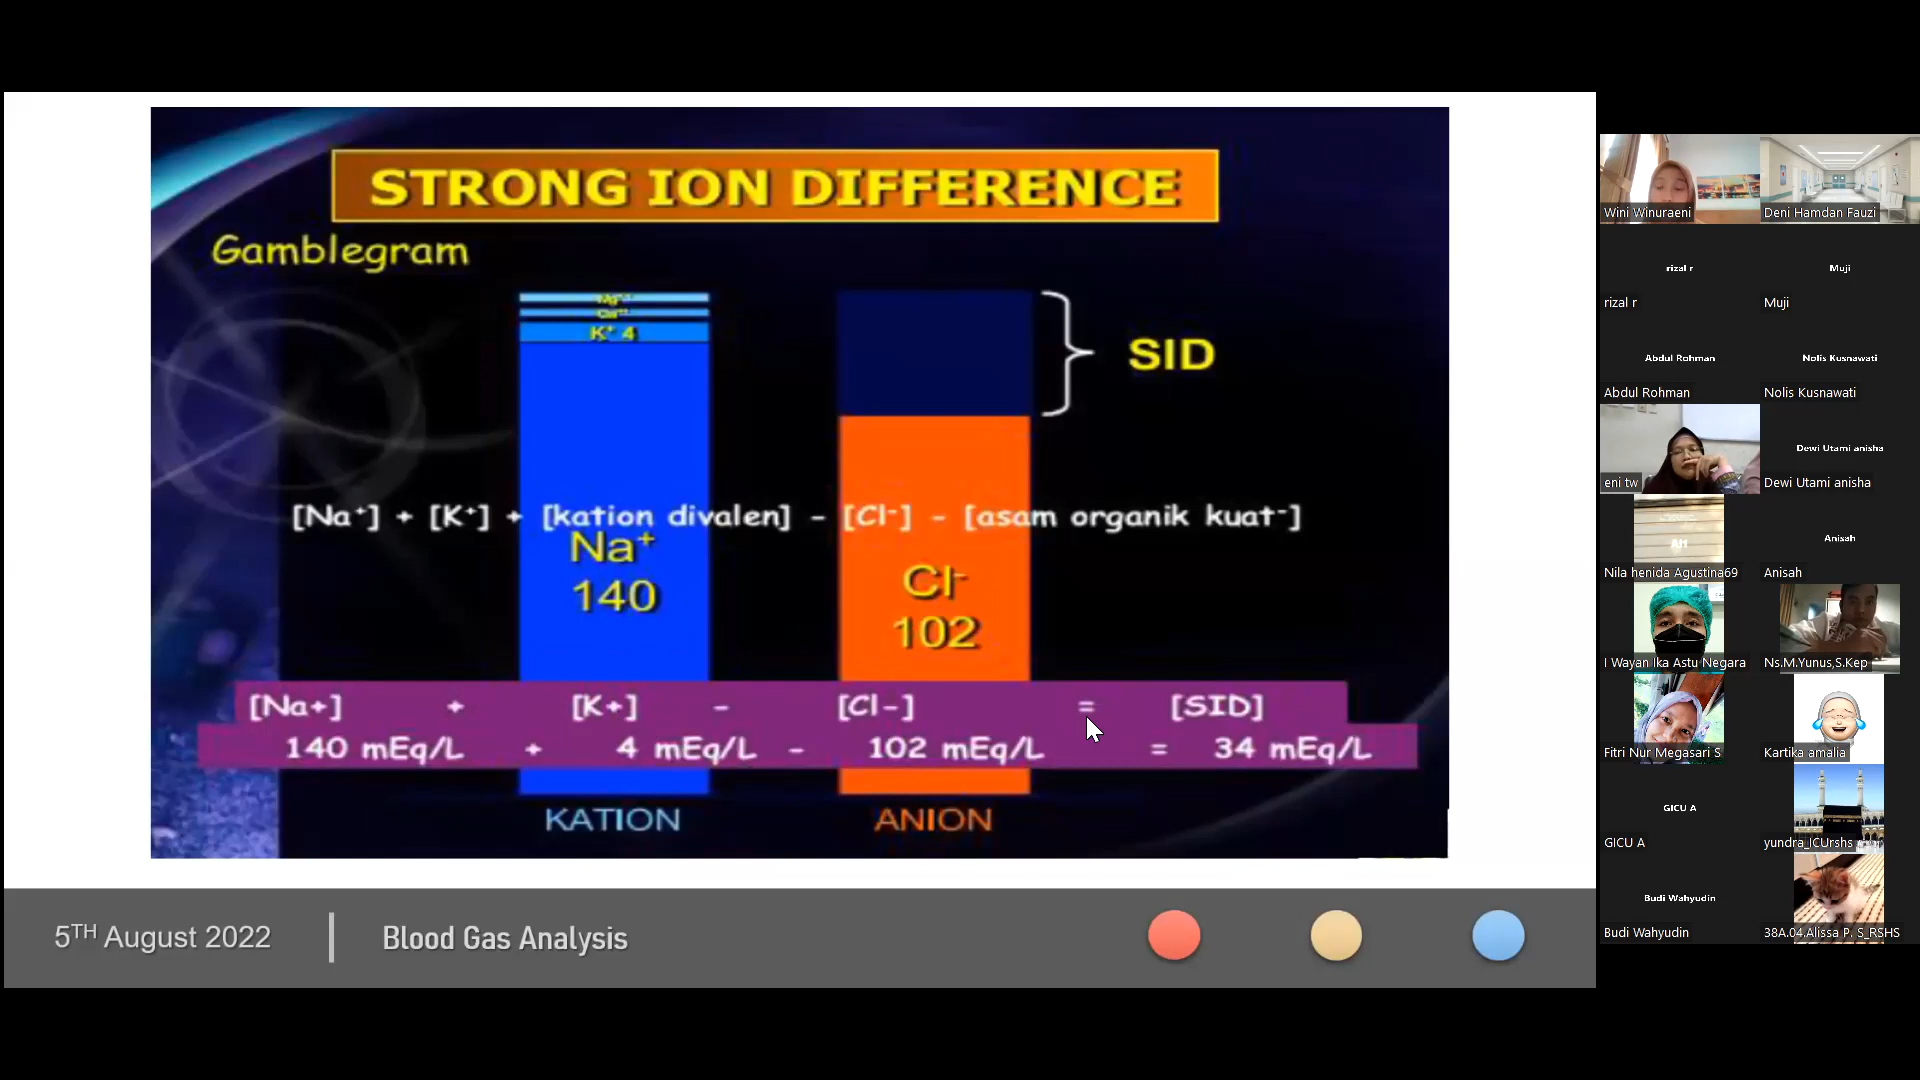 STRONG ION DIFFERENCE
Gamblegram
K⁺ 4
SID
[Na⁺] + [K⁺] + [kation divalen] - [Cl⁻] - [asam organik kuat⁻]
Na⁺
140
Cl⁻
102
[Na+] + [K+] - [Cl-] = [SID]
140 mEq/L + 4 mEq/L - 102 mEq/L = 34 mEq/L
KATION
ANION
5TH August 2022
Blood Gas Analysis
Wini Winuraeni
Deni Hamdan Fauzi
rizal r
rizal r
Muji
Muji
Abdul Rohman
Abdul Rohman
Nolis Kusnawati
Nolis Kusnawati
eni tw
Dewi Utami anisha
Dewi Utami anisha
Nila henida Agustina69
Anisah
Anisah
I Wayan Ika Astu Negara
Ns.M.Yunus,S.Kep
Fitri Nur Megasari S
Kartika amalia
GICU A
GICU A
yundra_ICUrshs
Budi Wahyudin
Budi Wahyudin
38A.04.Alissa P. S_RSHS